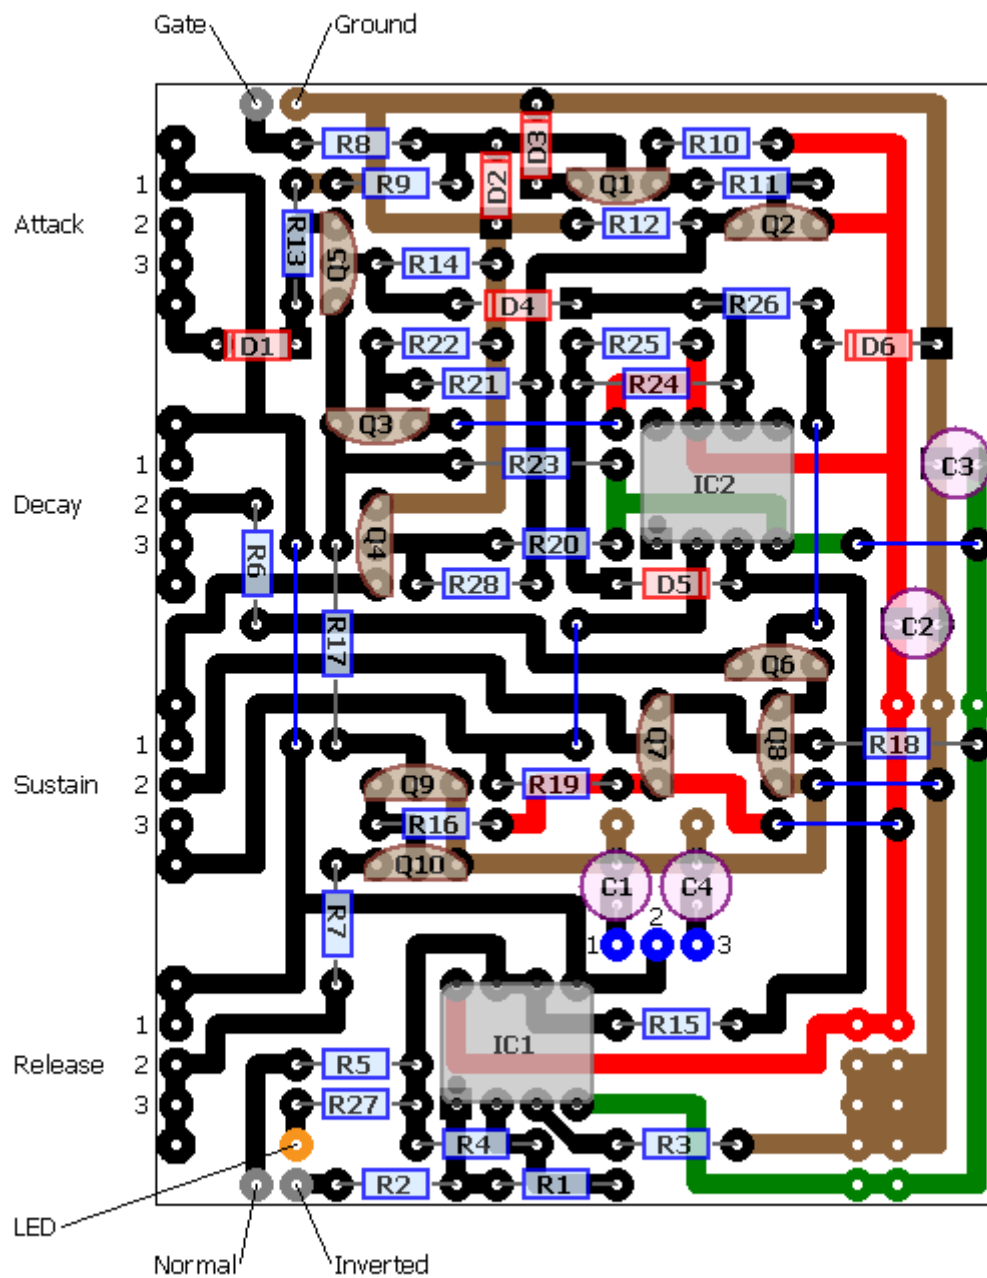 Gate Ground
R8 D3 R10
1 R9 D2 Q1 R11
Attack 2 R13 R12 Q2
3 Q5 R14
D4 R26
D1 R22 R25 D6
R21 R24
Q3
1 R23 IC2 C3
Decay 2
3 R6 Q4 R20
R28 D5
R17 C2
Q6
1 Q7 Q8 R18
Sustain 2 Q9 R19
3 R16
Q10
C1 C4
R7 1 2 3
1 IC1 R15
Release 2 R5
3 R27
R4 R3
R2 R1
LED
Normal Inverted